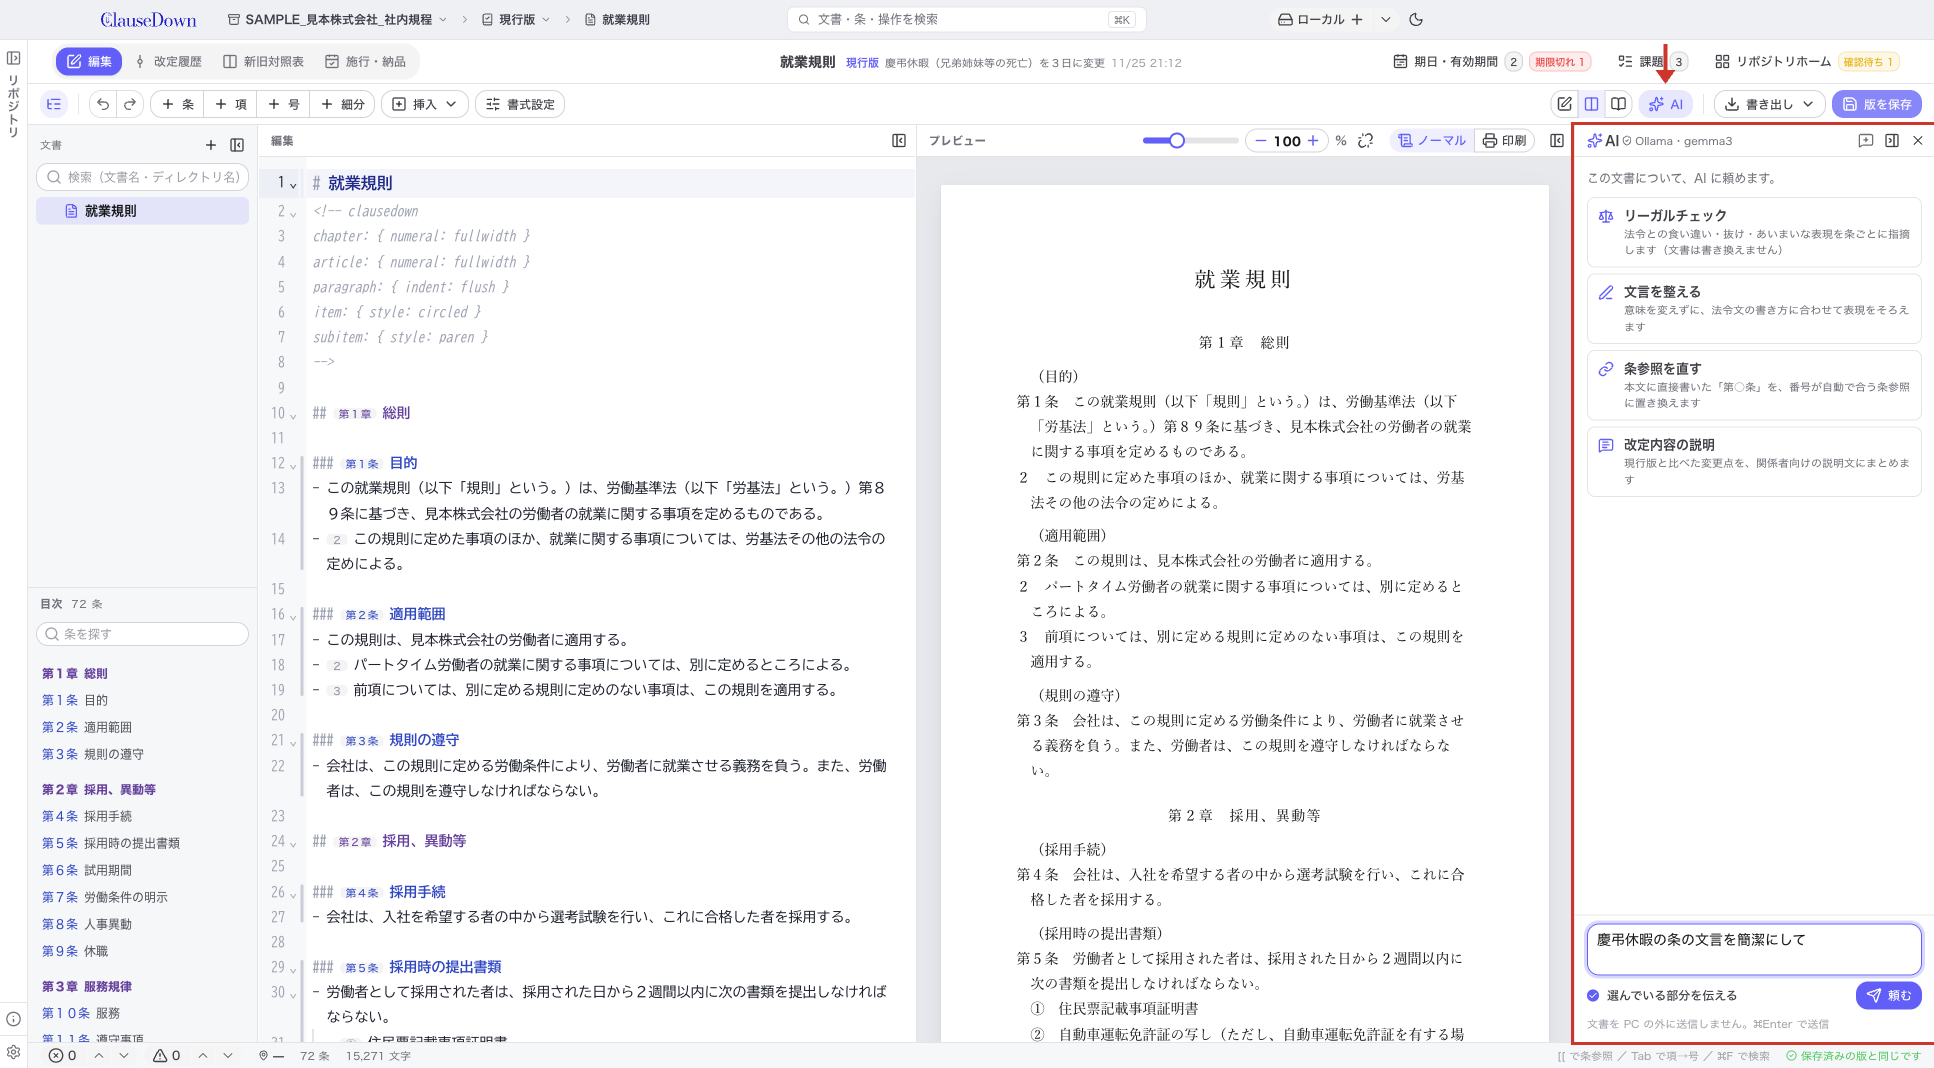 ClauseDown
SAMPLE_見本株式会社_社内規程
現行版
就業規則
文書・条・操作を検索
⌘K
ローカル
リポジトリ
編集
改定履歴
新旧対照表
施行・納品
就業規則 現行版 慶弔休暇（兄弟姉妹等の死亡）を３日に変更 11/25 21:12
期日・有効期間 2 期限切れ 1
課題 3
リポジトリホーム 確認待ち 1
＋ 条
＋ 項
＋ 号
＋ 細分
挿入
書式設定
AI
書き出し
版を保存
文書
検索（文書名・ディレクトリ名）
就業規則
目次 72 条
条を探す
第１章 総則
第１条 目的
第２条 適用範囲
第３条 規則の遵守
第２章 採用、異動等
第４条 採用手続
第５条 採用時の提出書類
第６条 試用期間
第７条 労働条件の明示
第８条 人事異動
第９条 休職
第３章 服務規律
第１０条 服務
第１１条 遵守事項
編集
1 # 就業規則
2 <!-- clausedown
3 chapter: { numeral: fullwidth }
4 article: { numeral: fullwidth }
5 paragraph: { indent: flush }
6 item: { style: circled }
7 subitem: { style: paren }
8 -->
9
10 ## 第１章 総則
11
12 ### 第１条 目的
13 - この就業規則（以下「規則」という。）は、労働基準法（以下「労基法」という。）第８
９条に基づき、見本株式会社の労働者の就業に関する事項を定めるものである。
14 - 2 この規則に定めた事項のほか、就業に関する事項については、労基法その他の法令の
定めによる。
15
16 ### 第２条 適用範囲
17 - この規則は、見本株式会社の労働者に適用する。
18 - 2 パートタイム労働者の就業に関する事項については、別に定めるところによる。
19 - 3 前項については、別に定める規則に定めのない事項は、この規則を適用する。
20
21 ### 第３条 規則の遵守
22 - 会社は、この規則に定める労働条件により、労働者に就業させる義務を負う。また、労働
者は、この規則を遵守しなければならない。
23
24 ## 第２章 採用、異動等
25
26 ### 第４条 採用手続
27 - 会社は、入社を希望する者の中から選考試験を行い、これに合格した者を採用する。
28
29 ### 第５条 採用時の提出書類
30 - 労働者として採用された者は、採用された日から２週間以内に次の書類を提出しなければ
ならない。
31 ① 住民票記載事項証明書
プレビュー
100 %
ノーマル
印刷
就業規則
第１章　総則
（目的）
第１条　この就業規則（以下「規則」という。）は、労働基準法（以下
「労基法」という。）第８９条に基づき、見本株式会社の労働者の就業
に関する事項を定めるものである。
２　この規則に定めた事項のほか、就業に関する事項については、労基
法その他の法令の定めによる。
（適用範囲）
第２条　この規則は、見本株式会社の労働者に適用する。
２　パートタイム労働者の就業に関する事項については、別に定めると
ころによる。
３　前項については、別に定める規則に定めのない事項は、この規則を
適用する。
（規則の遵守）
第３条　会社は、この規則に定める労働条件により、労働者に就業させ
る義務を負う。また、労働者は、この規則を遵守しなければならな
い。
第２章　採用、異動等
（採用手続）
第４条　会社は、入社を希望する者の中から選考試験を行い、これに合
格した者を採用する。
（採用時の提出書類）
第５条　労働者として採用された者は、採用された日から２週間以内に
次の書類を提出しなければならない。
①　住民票記載事項証明書
②　自動車運転免許証の写し（ただし、自動車運転免許証を有する場
AI Ollama・gemma3
この文書について、AI に頼めます。
リーガルチェック
法令との食い違い・抜け・あいまいな表現を条ごとに指摘
します（文書は書き換えません）
文言を整える
意味を変えずに、法令文の書き方に合わせて表現をそろえ
ます
条参照を直す
本文に直接書いた「第○条」を、番号が自動で合う条参照
に置き換えます
改定内容の説明
現行版と比べた変更点を、関係者向けの説明文にまとめま
す
慶弔休暇の条の文言を簡潔にして
選んでいる部分を伝える
頼む
文書を PC の外に送信しません。⌘Enter で送信
0
0
—
72 条
15,271 文字
[[ で条参照 ／ Tab で項→号 ／ ⌘F で検索
保存済みの版と同じです